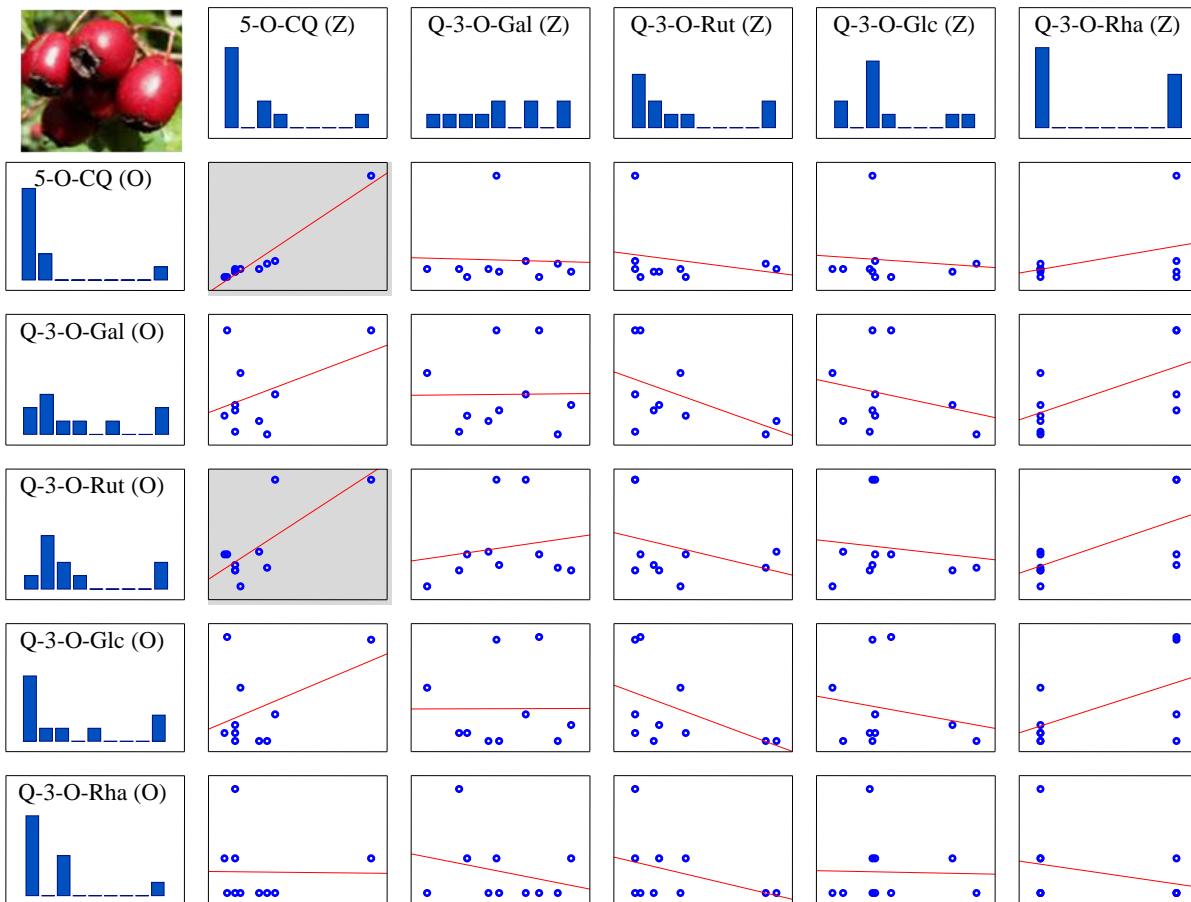 5-O-CQ (Z)
Q-3-O-Gal (Z)
Q-3-O-Rut (Z)
Q-3-O-Glc (Z)
Q-3-O-Rha (Z)
5-O-CQ (O)
Q-3-O-Gal (O)
Q-3-O-Rut (O)
Q-3-O-Glc (O)
Q-3-O-Rha (O)